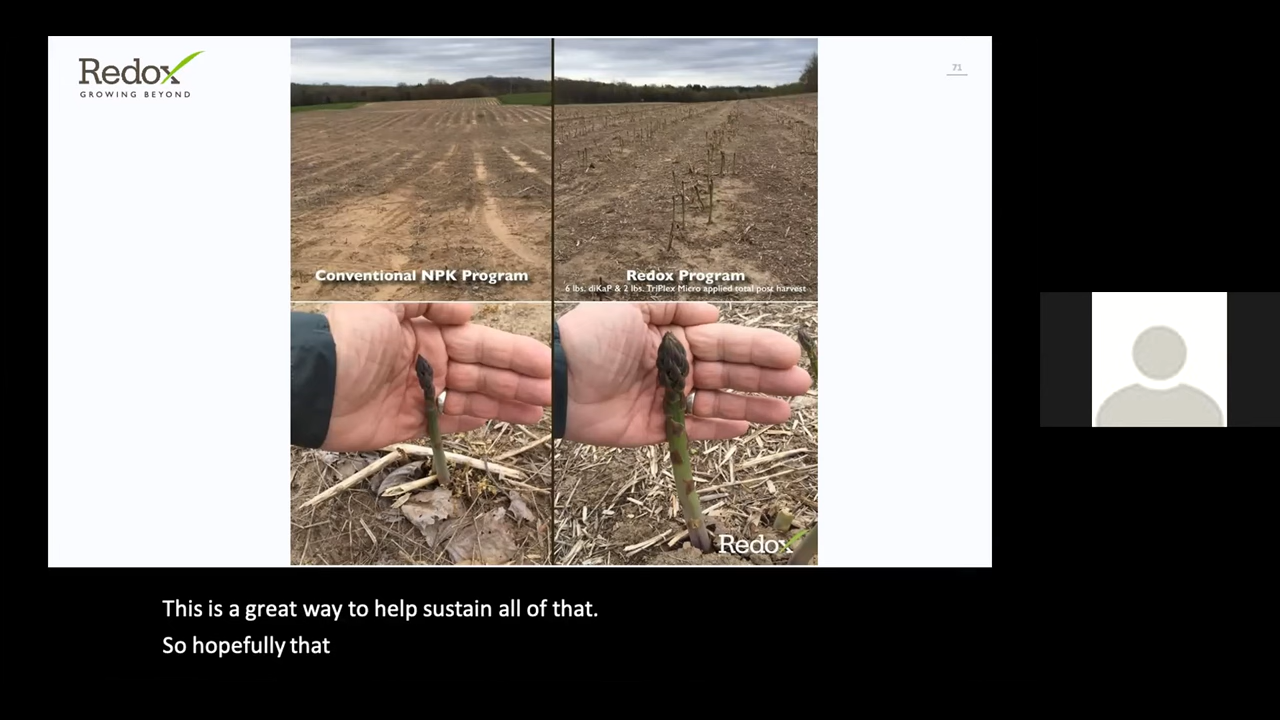 Redox
GROWING BEYOND
71
Conventional NPK Program
Redox Program
6 lbs. diKaP & 2 lbs. TriPlex Micro applied total post harvest
Redox
This is a great way to help sustain all of that.
So hopefully that